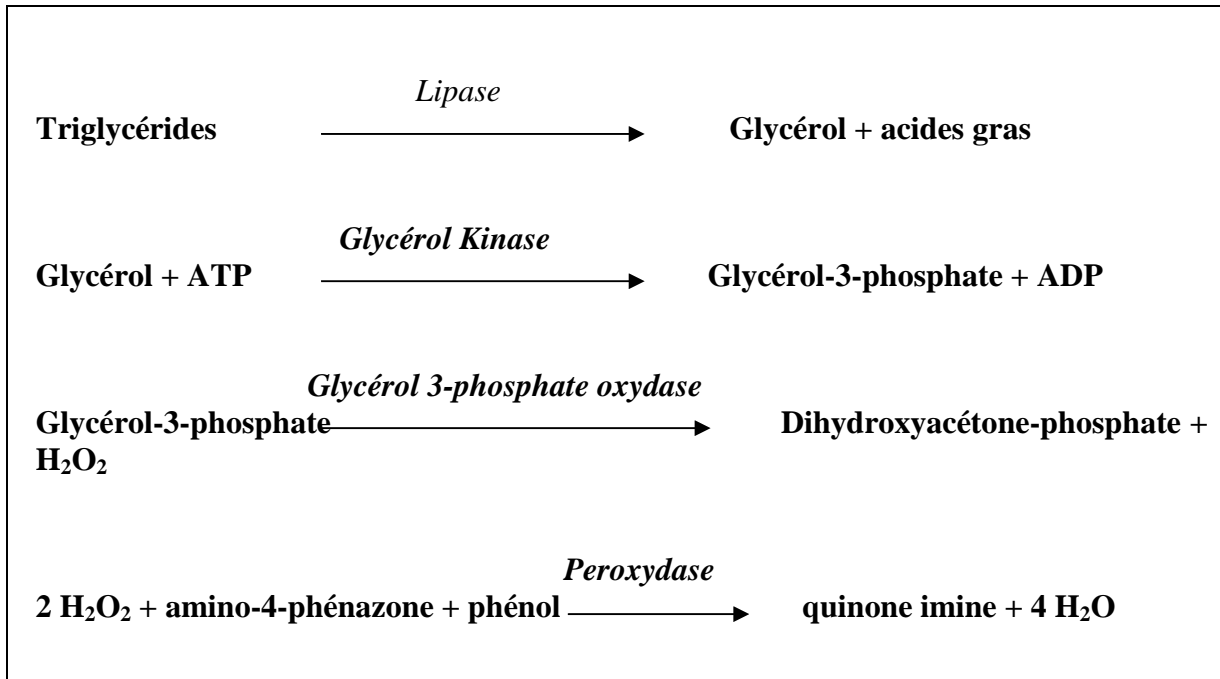 Lipase
Triglycérides Glycérol + acides gras
Glycérol Kinase
Glycérol + ATP Glycérol-3-phosphate + ADP
Glycérol 3-phosphate oxydase
Glycérol-3-phosphate Dihydroxyacétone-phosphate +
H₂O₂
Peroxydase
2 H₂O₂ + amino-4-phénazone + phénol quinone imine + 4 H₂O